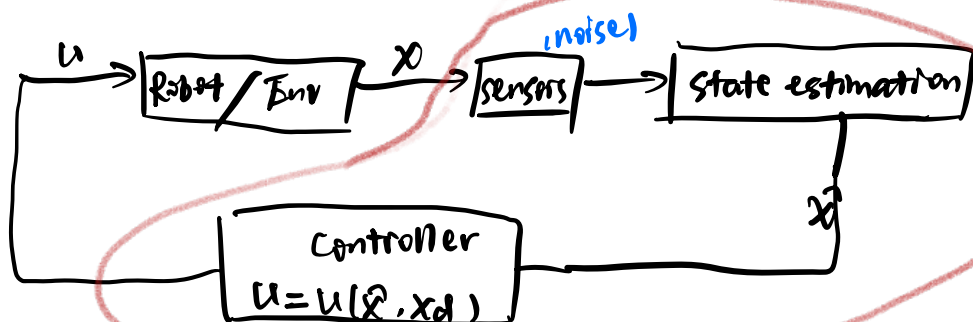 (noise)
u
x
Robot / Env
sensors
state estimation
x̂
controller
u = u(x̂, xd)